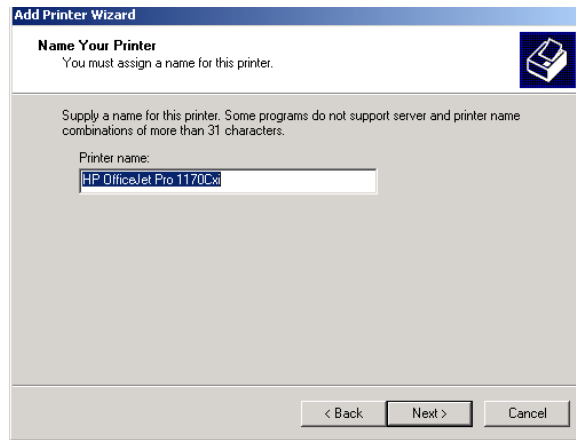 Add Printer Wizard
Name Your Printer
You must assign a name for this printer.
Supply a name for this printer. Some programs do not support server and printer name
combinations of more than 31 characters.
Printer name:
HP OfficeJet Pro 1170Cxi
< Back Next > Cancel